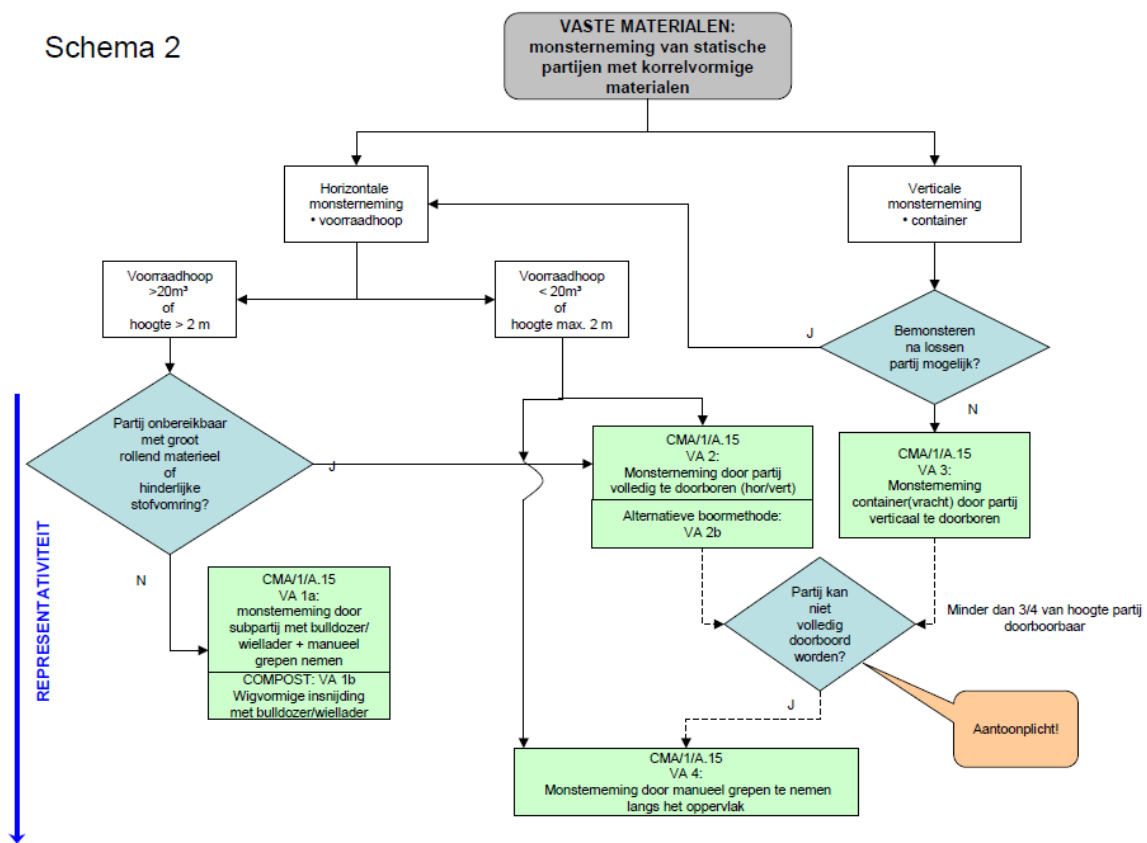 Schema 2
VASTE MATERIALEN:
monsterneming van statische
partijen met korrelvormige
materialen
Horizontale
monsterneming
• voorraadhoop
Verticale
monsterneming
• container
Voorraadhoop
>20m³
of
hoogte > 2 m
Voorraadhoop
< 20m³
of
hoogte max. 2 m
J
Bemonsteren
na lossen
partij mogelijk?
N
Partij onbereikbaar
met groot
rollend materieel
of
hinderlijke
stofvomring?
J
N
CMA/1/A.15
VA 2:
Monsterneming door partij
volledig te doorboren (hor/vert)
Alternatieve boormethode:
VA 2b
CMA/1/A.15
VA 3:
Monsterneming
container(vracht) door partij
verticaal te doorboren
CMA/1/A.15
VA 1a:
monsterneming door
subpartij met bulldozer/
wiellader + manueel
grepen nemen
COMPOST: VA 1b
Wigvormige insnijding
met bulldozer/wiellader
Partij kan
niet
volledig
doorboord
worden?
Minder dan 3/4 van hoogte partij
doorboorbaar
J
Aantoonplicht!
CMA/1/A.15
VA 4:
Monsterneming door manueel grepen te nemen
langs het oppervlak
REPRESENTATIVITEIT